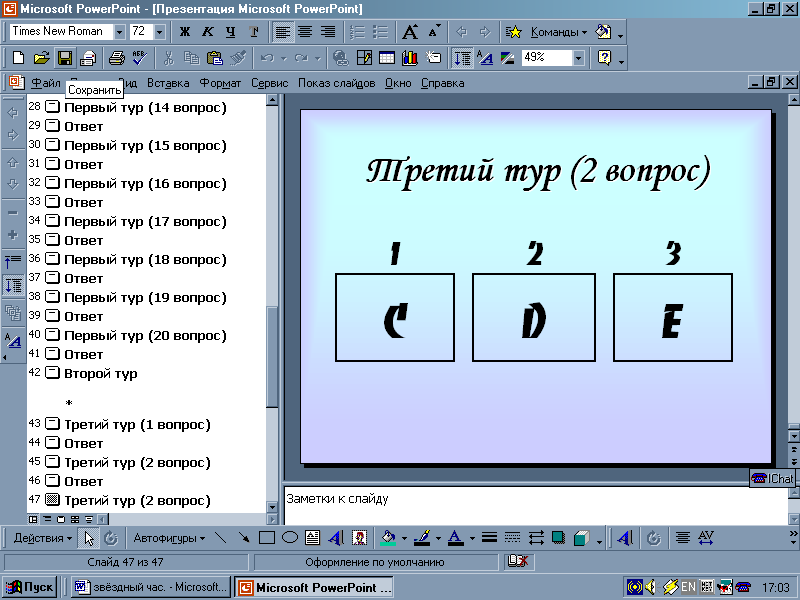 Microsoft PowerPoint - [Презентация Microsoft PowerPoint]
Times New Roman 72 Ж К Ч Т
49%
Файл Вид Вставка Формат Сервис Показ слайдов Окно Справка
Команды
Сохранить
28 Первый тур (14 вопрос)
29 Ответ
30 Первый тур (15 вопрос)
31 Ответ
32 Первый тур (16 вопрос)
33 Ответ
34 Первый тур (17 вопрос)
35 Ответ
36 Первый тур (18 вопрос)
37 Ответ
38 Первый тур (19 вопрос)
39 Ответ
40 Первый тур (20 вопрос)
41 Ответ
42 Второй тур
*
43 Третий тур (1 вопрос)
44 Ответ
45 Третий тур (2 вопрос)
46 Ответ
47 Третий тур (2 вопрос)
Третий тур (2 вопрос)
1 2 3
C D E
IChat
Заметки к слайду
Действия Автофигуры
Слайд 47 из 47 Оформление по умолчанию
Пуск звёздный час. - Microsoft... Microsoft PowerPoint ... EN 17:03